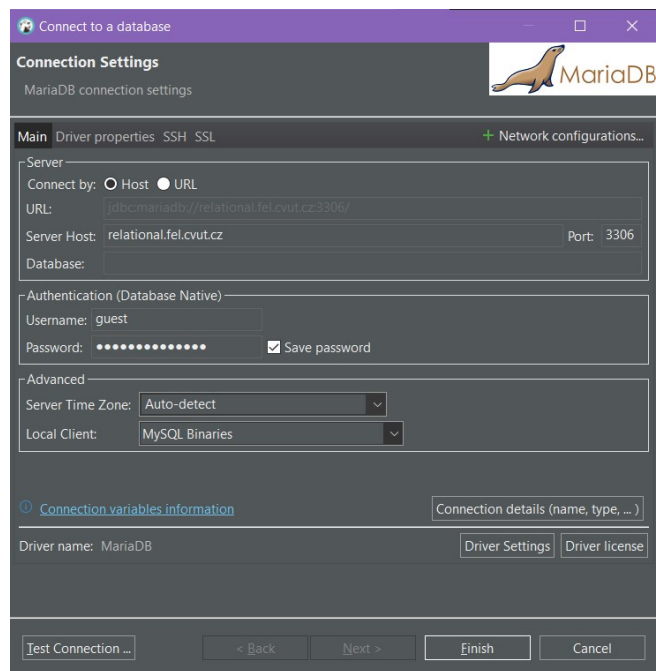 Connect to a database
Connection Settings
MariaDB connection settings
MariaDB
Main Driver properties SSH SSL + Network configurations...
Server
Connect by: Host URL
URL: jdbc:mariadb://relational.fel.cvut.cz:3306/
Server Host: relational.fel.cvut.cz Port: 3306
Database:
Authentication (Database Native)
Username: guest
Password: ••••••••••••••
Save password
Advanced
Server Time Zone: Auto-detect
Local Client: MySQL Binaries
Connection variables information
Connection details (name, type, ... )
Driver name: MariaDB
Driver Settings Driver license
Test Connection ... < Back Next > Finish Cancel